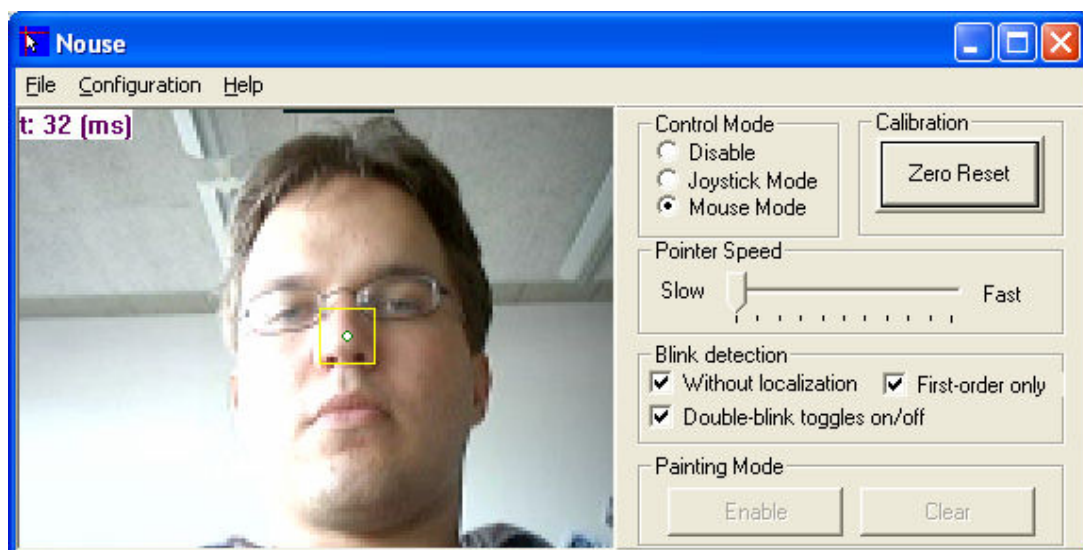 Nouse
File Configuration Help
t: 32 (ms)
Control Mode
Disable
Joystick Mode
Mouse Mode
Calibration
Zero Reset
Pointer Speed
Slow
Fast
Blink detection
Without localization
First-order only
Double-blink toggles on/off
Painting Mode
Enable
Clear